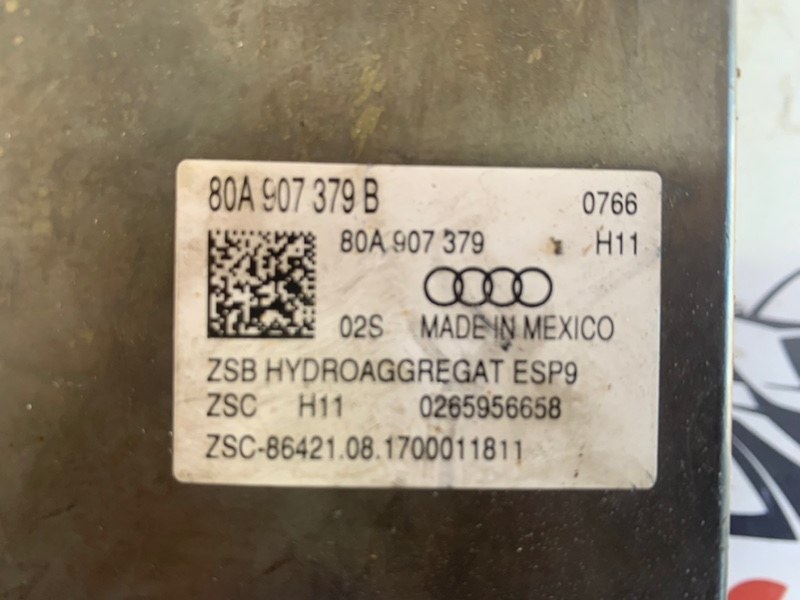 80A 907 379 B 0766
80A 907 379 H11
02S MADE IN MEXICO
ZSB HYDROAGGREGAT ESP9
ZSC H11 0265956658
ZSC-86421.08.1700011811